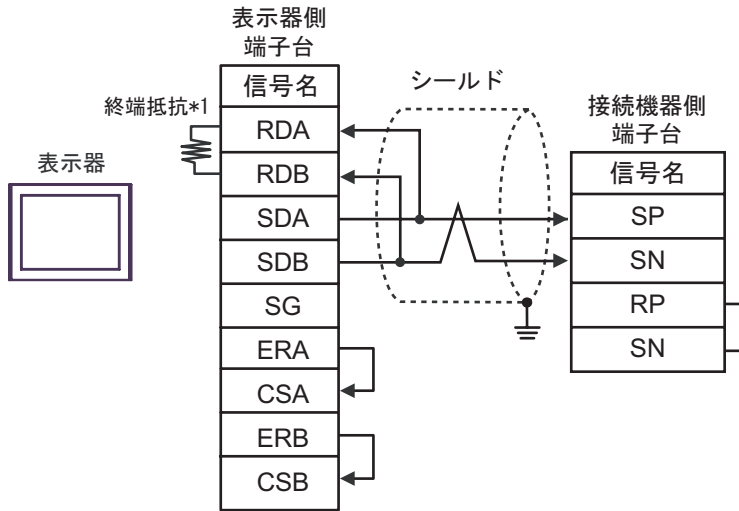 表示器側
端子台
信号名
RDA
RDB
SDA
SDB
SG
ERA
CSA
ERB
CSB
終端抵抗*1
表示器
シールド
接続機器側
端子台
信号名
SP
SN
RP
SN